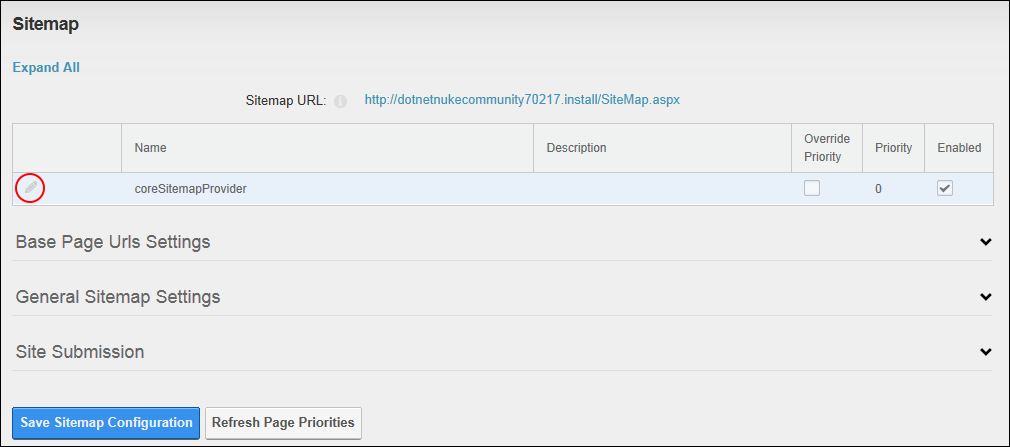 Sitemap
Expand All
Sitemap URL: http://dotnetnukecommunity70217.install/SiteMap.aspx
Name Description Override Priority Priority Enabled
coreSitemapProvider 0
Base Page Urls Settings
General Sitemap Settings
Site Submission
Save Sitemap Configuration Refresh Page Priorities